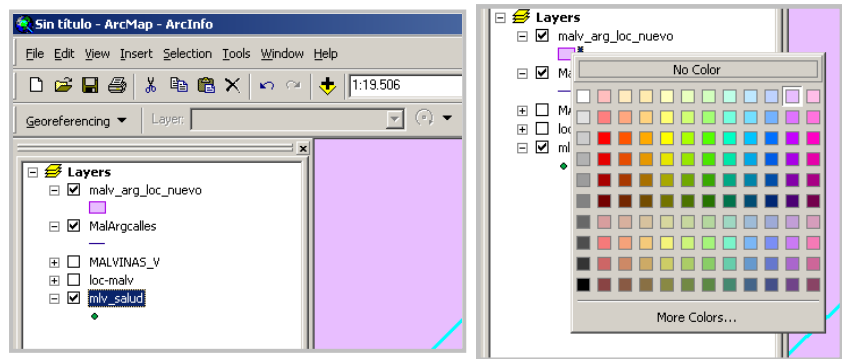 Sin título - ArcMap - ArcInfo
File Edit View Insert Selection Tools Window Help
1:19.506
Georeferencing Layer:
Layers
malv_arg_loc_nuevo
MalArgcalles
MALVINAS_V
loc-malv
mlv_salud
Layers
malv_arg_loc_nuevo
No Color
More Colors...